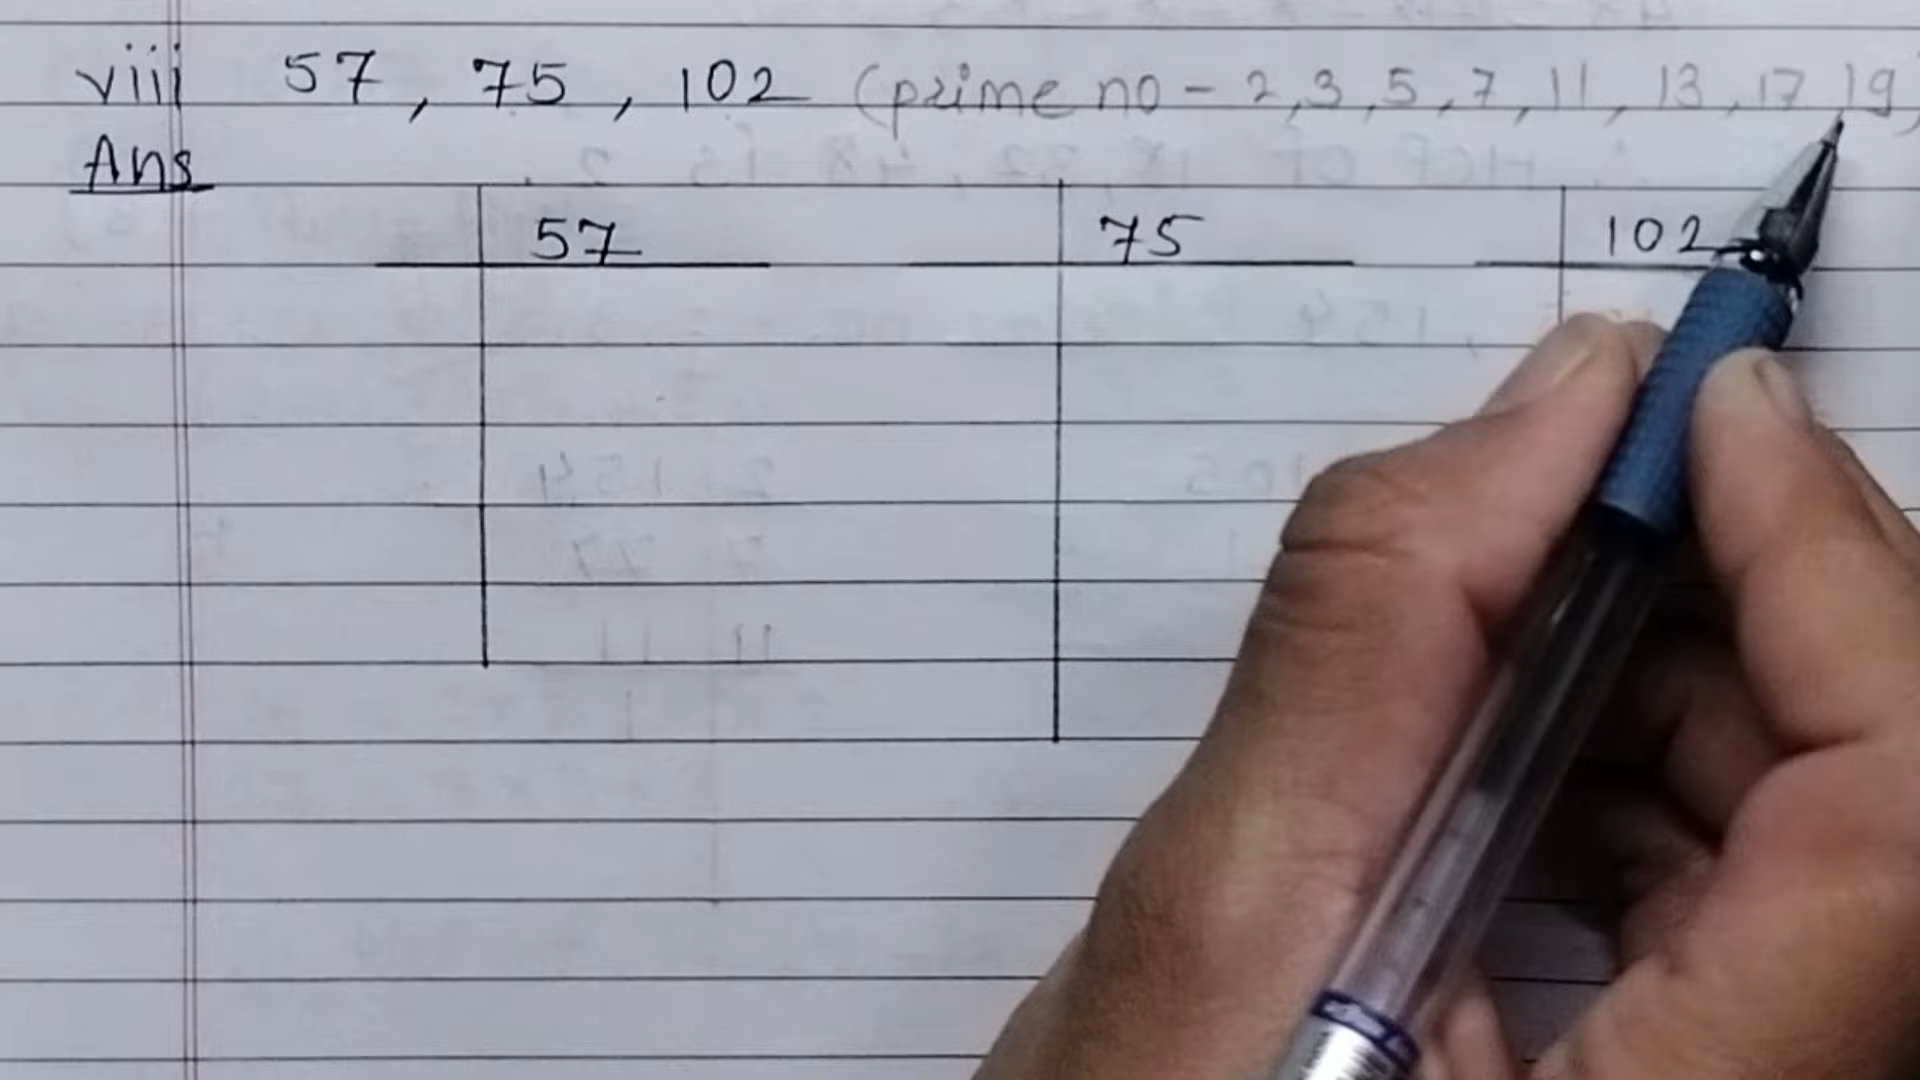 viii 57, 75, 102 (prime no - 2,3,5,7,11,13,17,19)
Ans
57 75 102